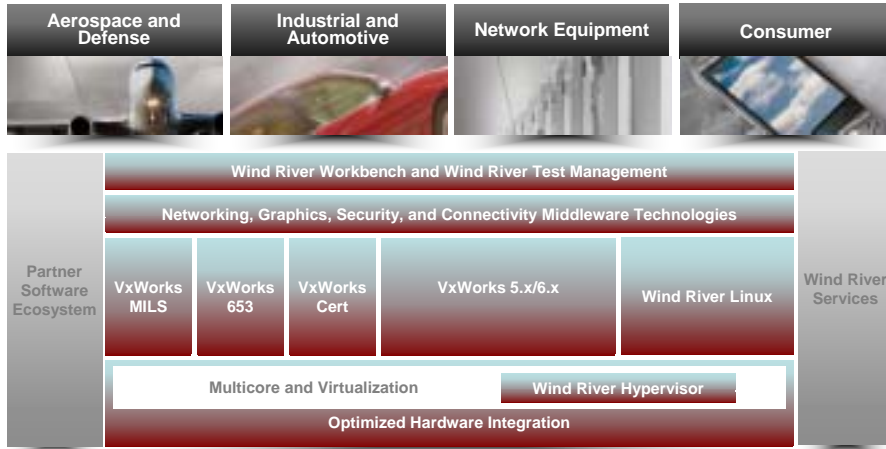 Aerospace and
Defense
Industrial and
Automotive
Network Equipment
Consumer
Wind River Workbench and Wind River Test Management
Networking, Graphics, Security, and Connectivity Middleware Technologies
Partner
Software
Ecosystem
VxWorks
MILS
VxWorks
653
VxWorks
Cert
VxWorks 5.x/6.x
Wind River Linux
Wind River
Services
Multicore and Virtualization
Wind River Hypervisor
Optimized Hardware Integration